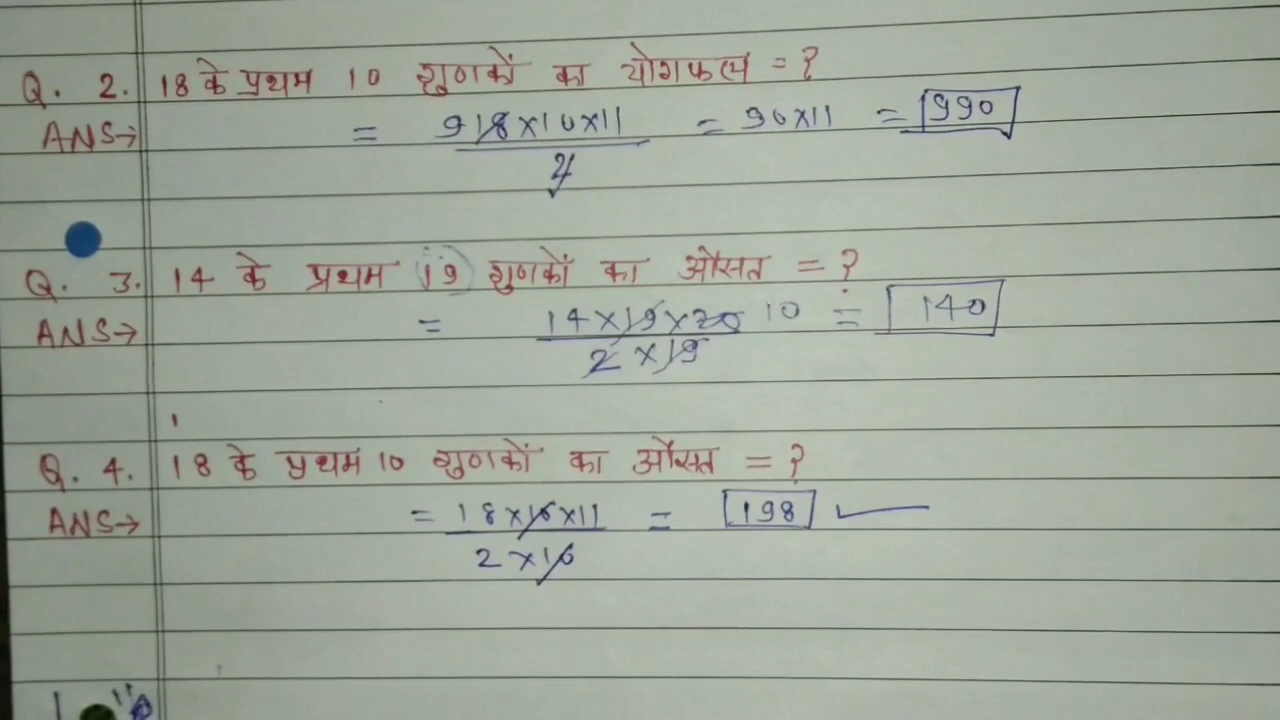 Q. 2. 18 के प्रथम 10 गुणकों का योगफल = ?
ANS→ = 9 18×10×11 / 2 = 90×11 = 990
Q. 3. 14 के प्रथम 19 गुणकों का औसत = ?
ANS→ = 14×19×20 10 / 2×19 = 140
Q. 4. 18 के प्रथम 10 गुणकों का औसत = ?
ANS→ = 18×10×11 / 2×10 = 198